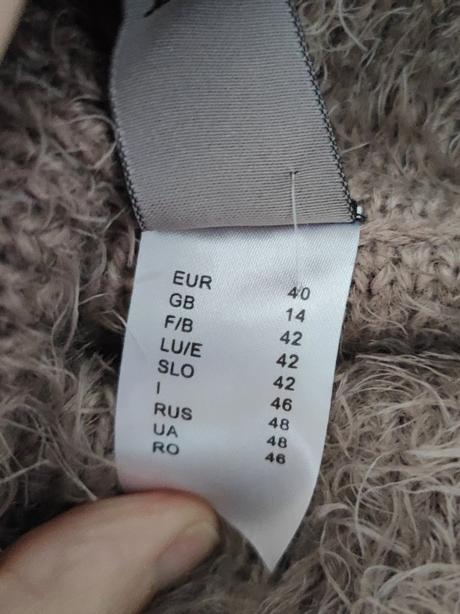 EUR 40
GB 14
F/B 42
LU/E 42
SLO 42
I 46
RUS 48
UA 48
RO 46